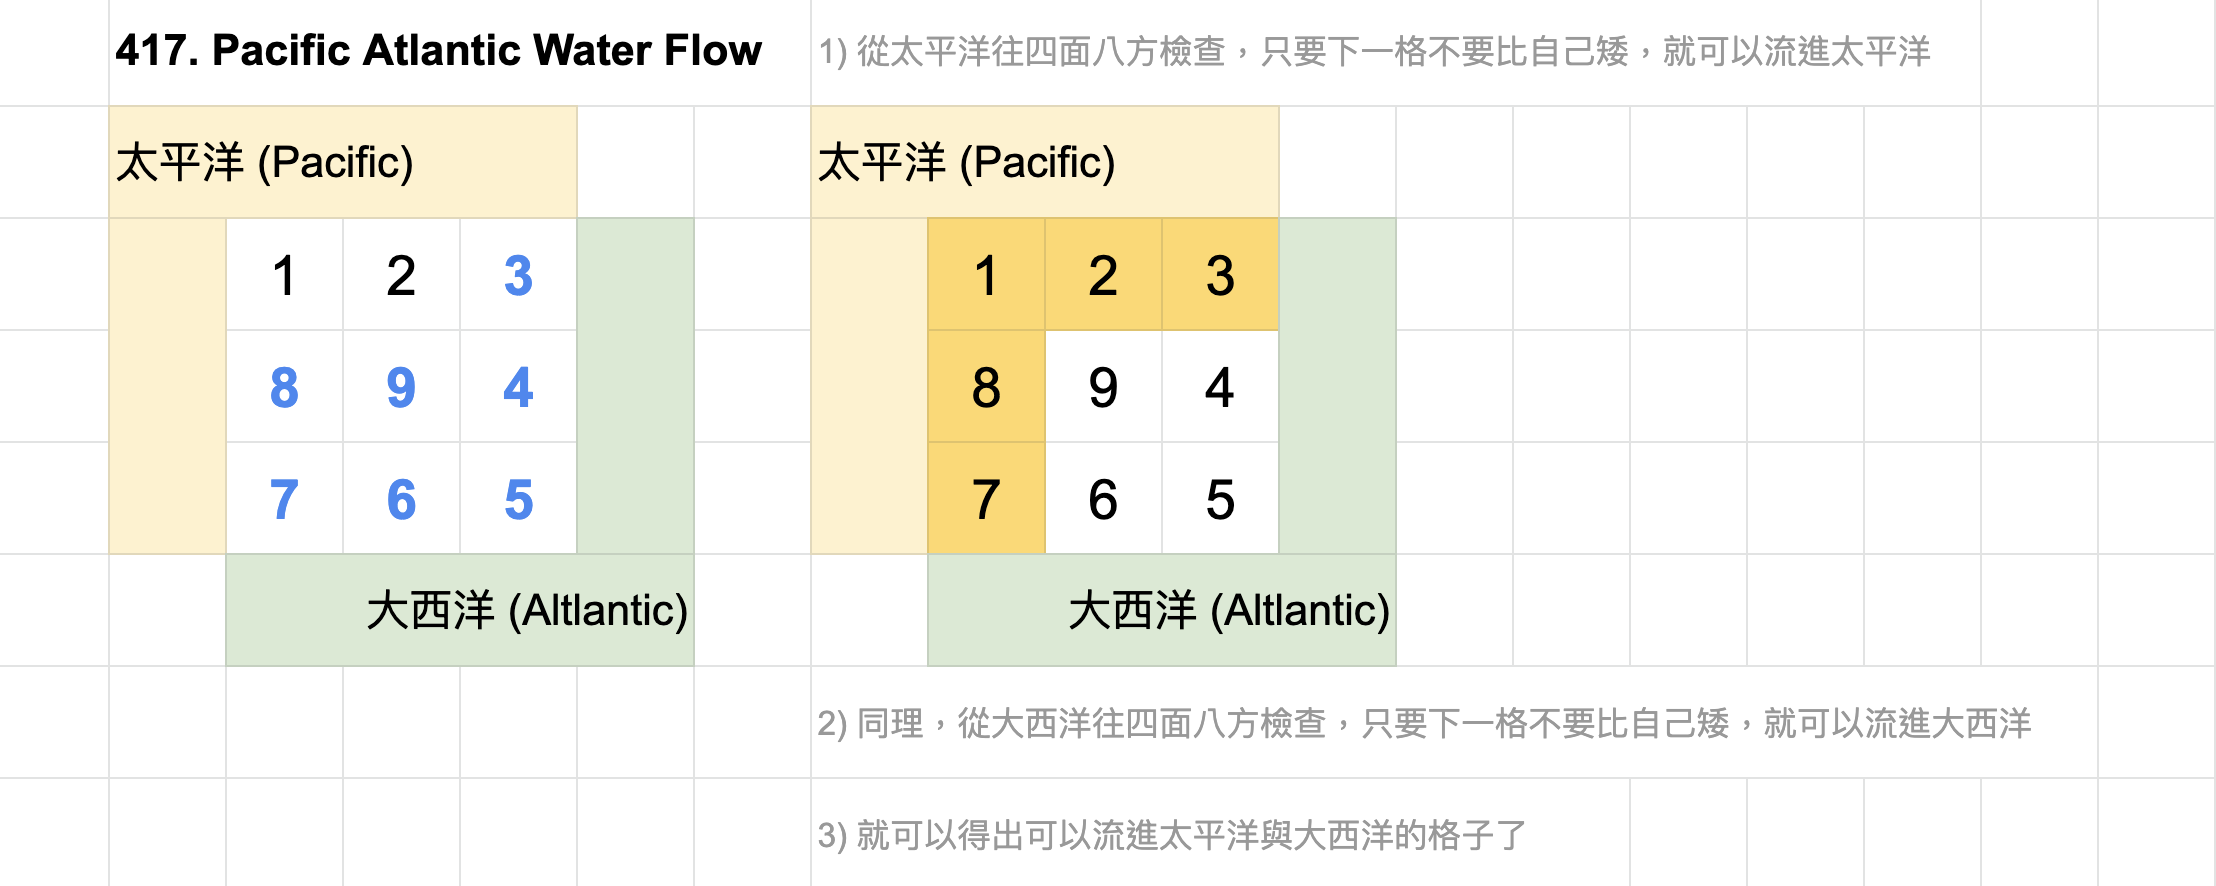 417. Pacific Atlantic Water Flow
1) 從太平洋往四面八方檢查，只要下一格不要比自己矮，就可以流進太平洋
太平洋 (Pacific)
太平洋 (Pacific)
1 2 3
1 2 3
8 9 4
8 9 4
7 6 5
7 6 5
大西洋 (Altlantic)
大西洋 (Altlantic)
2) 同理，從大西洋往四面八方檢查，只要下一格不要比自己矮，就可以流進大西洋
3) 就可以得出可以流進太平洋與大西洋的格子了